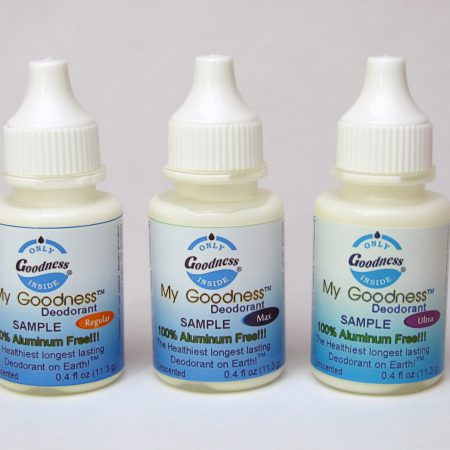 ONLY
Goodness®
INSIDE
My Goodness™
Deodorant
SAMPLE Regular
100% Aluminum Free!!!
The Healthiest longest lasting
Deodorant on Earth!™
Unscented 0.4 fl oz (11.3 g)
ONLY
Goodness®
INSIDE
My Goodness™
Deodorant
SAMPLE Max
100% Aluminum Free!!!
The Healthiest longest lasting
Deodorant on Earth!™
Unscented 0.4 fl oz (11.3 g)
ONLY
Goodness®
INSIDE
My Goodness™
Deodorant
SAMPLE Ultra
100% Aluminum Free!!!
The Healthiest longest lasting
Deodorant on Earth!™
Unscented 0.4 fl oz (11.3 g